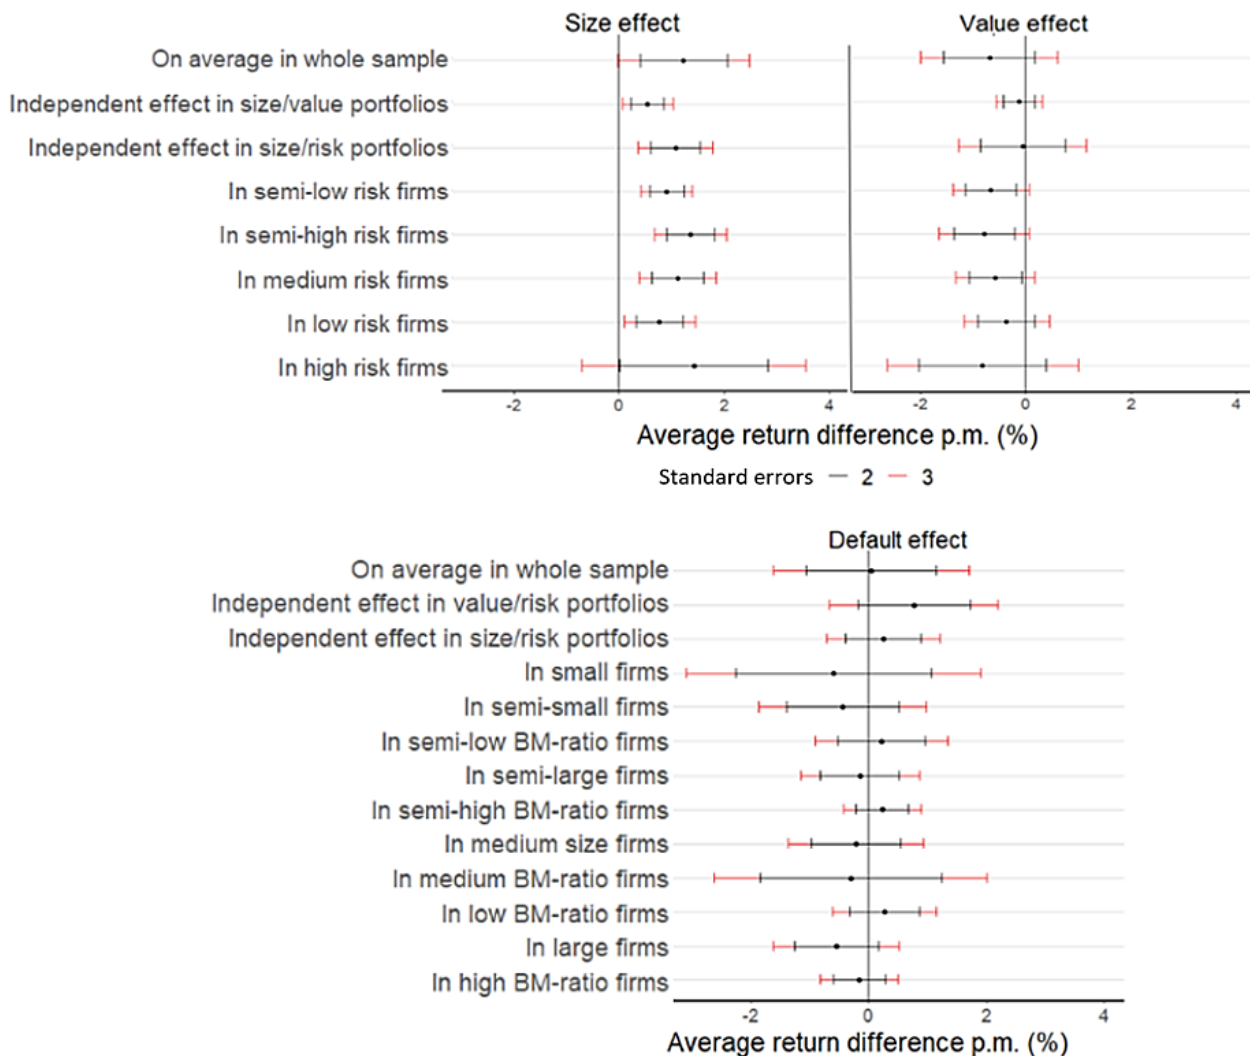 Size effect
Value effect
On average in whole sample
Independent effect in size/value portfolios
Independent effect in size/risk portfolios
In semi-low risk firms
In semi-high risk firms
In medium risk firms
In low risk firms
In high risk firms
-2 0 2 4
-2 0 2 4
Average return difference p.m. (%)
Standard errors 2 3
Default effect
On average in whole sample
Independent effect in value/risk portfolios
Independent effect in size/risk portfolios
In small firms
In semi-small firms
In semi-low BM-ratio firms
In semi-large firms
In semi-high BM-ratio firms
In medium size firms
In medium BM-ratio firms
In low BM-ratio firms
In large firms
In high BM-ratio firms
-2 0 2 4
Average return difference p.m. (%)